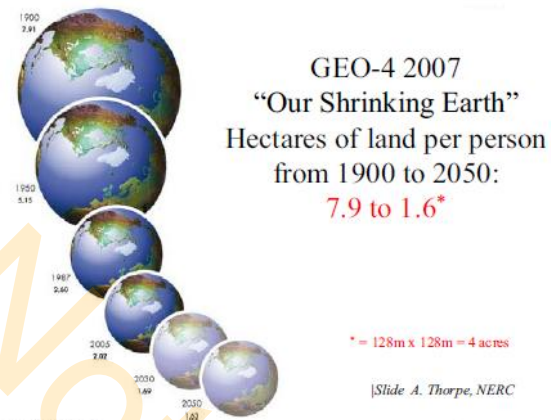 1900
7.91
1950
5.15
1987
2.60
2005
2.02
2030
1.69
2050
1.63
GEO-4 2007
“Our Shrinking Earth”
Hectares of land per person
from 1900 to 2050:
7.9 to 1.6*
* = 128m x 128m = 4 acres
|Slide A. Thorpe, NERC